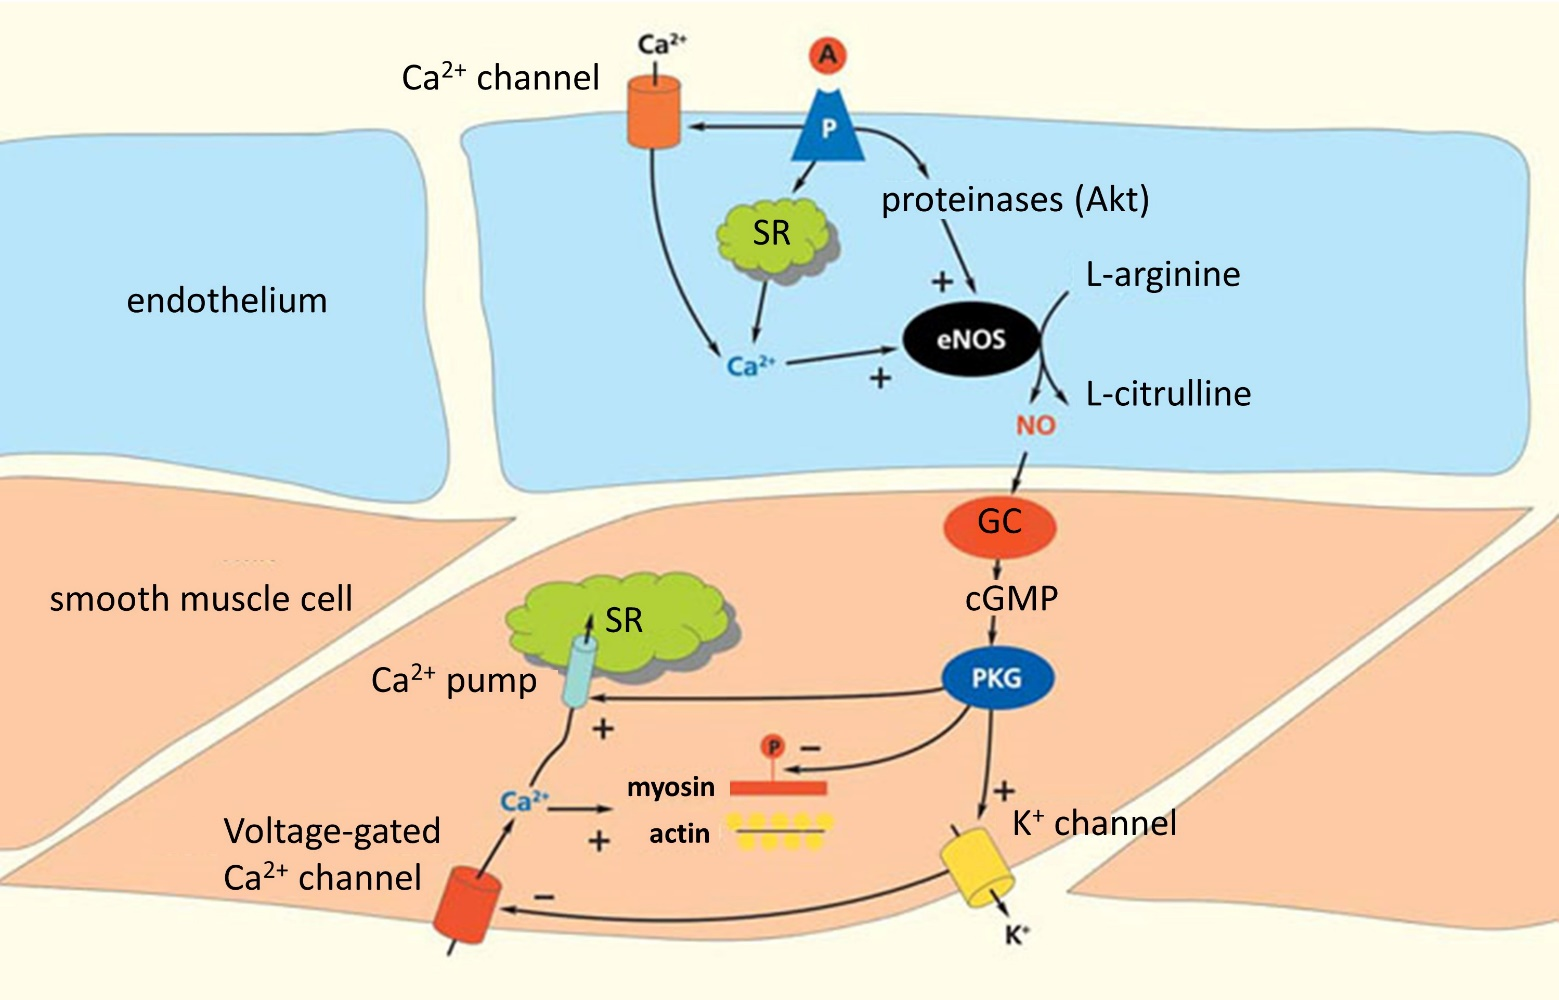 Ca²⁺
A
Ca²⁺ channel
P
proteinases (Akt)
SR
L-arginine
+
endothelium
eNOS
Ca²⁺
+
L-citrulline
NO
GC
smooth muscle cell
cGMP
SR
Ca²⁺ pump
PKG
+
P
−
myosin
+
Ca²⁺
K⁺ channel
Voltage-gated
Ca²⁺ channel
+
actin
−
K⁺